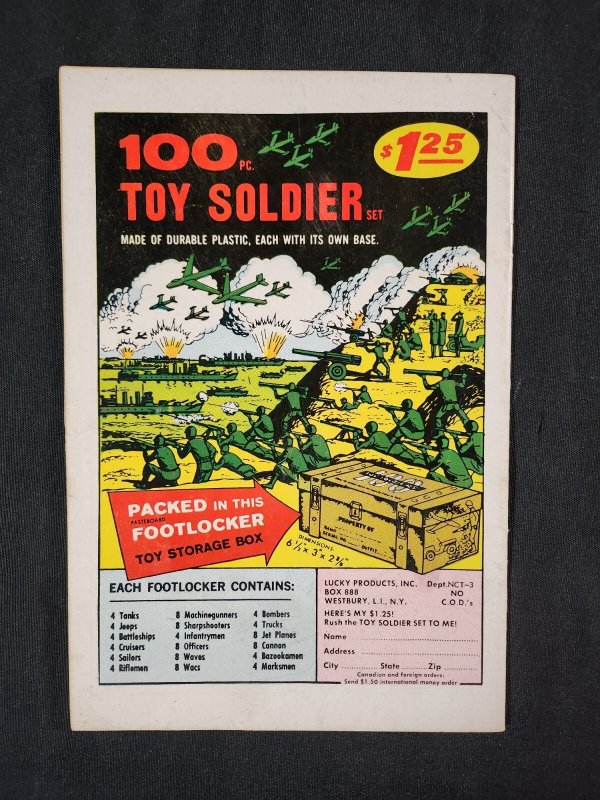 100 PC.
$1.25
TOY SOLDIER SET
MADE OF DURABLE PLASTIC, EACH WITH ITS OWN BASE.
PACKED IN THIS
PASTEBOARD
FOOTLOCKER
TOY STORAGE BOX
PROPERTY OF
NAME
SERIAL NO.
OUTFIT
DIMENSIONS:
EACH FOOTLOCKER CONTAINS:
4 Tanks
4 Jeeps
4 Battleships
4 Cruisers
4 Sailors
4 Riflemen
8 Machinegunners
8 Sharpshooters
4 Infantrymen
8 Officers
8 Waves
8 Wacs
4 Bombers
4 Trucks
8 Jet Planes
8 Cannon
4 Bazookamen
4 Marksmen
LUCKY PRODUCTS, INC. Dept.NCT-3
BOX 888 NO
WESTBURY, L.I., N.Y. C.O.D.'s
HERE'S MY $1.25!
Rush the TOY SOLDIER SET TO ME!
Name
Address
City State Zip
Canadian and foreign orders:
Send $1.50 international money order